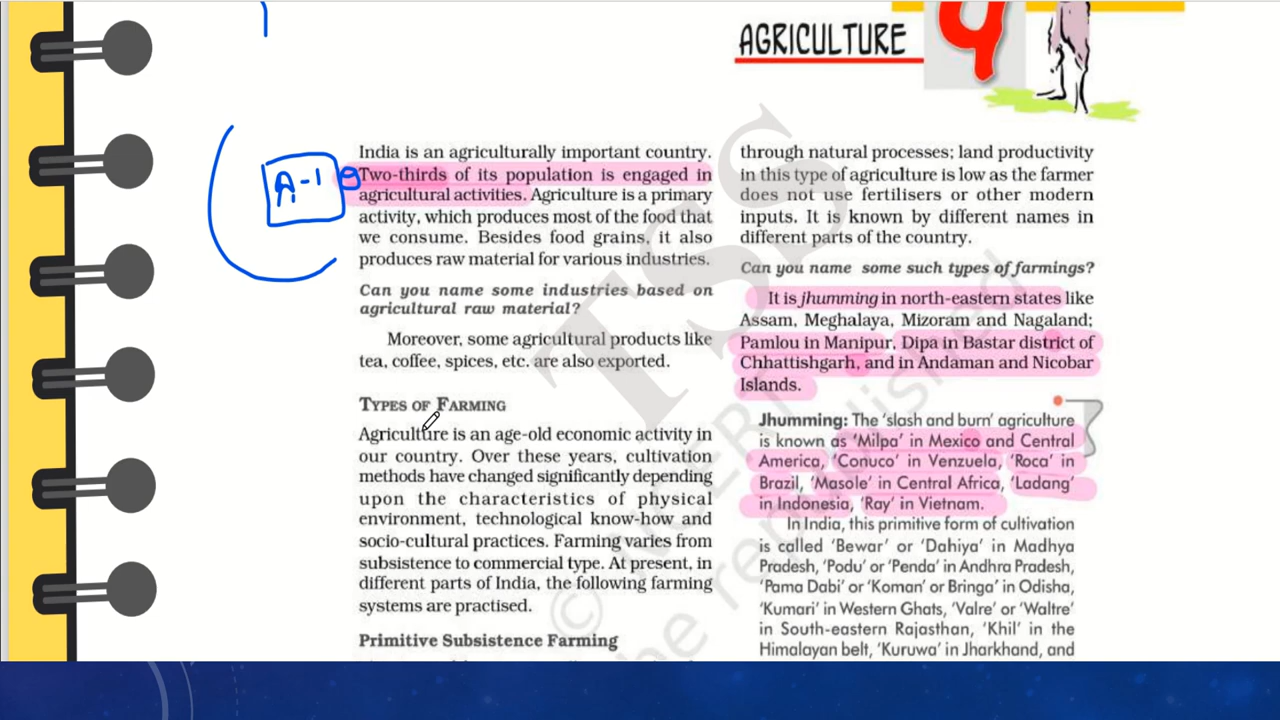 AGRICULTURE
4
A-1
India is an agriculturally important country.
Two-thirds of its population is engaged in
agricultural activities. Agriculture is a primary
activity, which produces most of the food that
we consume. Besides food grains, it also
produces raw material for various industries.
Can you name some industries based on
agricultural raw material?
Moreover, some agricultural products like
tea, coffee, spices, etc. are also exported.
TYPES OF FARMING
Agriculture is an age-old economic activity in
our country. Over these years, cultivation
methods have changed significantly depending
upon the characteristics of physical
environment, technological know-how and
socio-cultural practices. Farming varies from
subsistence to commercial type. At present, in
different parts of India, the following farming
systems are practised.
Primitive Subsistence Farming
through natural processes; land productivity
in this type of agriculture is low as the farmer
does not use fertilisers or other modern
inputs. It is known by different names in
different parts of the country.
Can you name some such types of farmings?
It is jhumming in north-eastern states like
Assam, Meghalaya, Mizoram and Nagaland;
Pamlou in Manipur, Dipa in Bastar district of
Chhattishgarh, and in Andaman and Nicobar
Islands.
Jhumming: The ‘slash and burn’ agriculture
is known as ‘Milpa’ in Mexico and Central
America, ‘Conuco’ in Venzuela, ‘Roca’ in
Brazil, ‘Masole’ in Central Africa, ‘Ladang’
in Indonesia, ‘Ray’ in Vietnam.
In India, this primitive form of cultivation
is called ‘Bewar’ or ‘Dahiya’ in Madhya
Pradesh, ‘Podu’ or ‘Penda’ in Andhra Pradesh,
‘Pama Dabi’ or ‘Koman’ or Bringa’ in Odisha,
‘Kumari’ in Western Ghats, ‘Valre’ or ‘Waltre’
in South-eastern Rajasthan, ‘Khil’ in the
Himalayan belt, ‘Kuruwa’ in Jharkhand, and
TSS
© NCERT
be republished